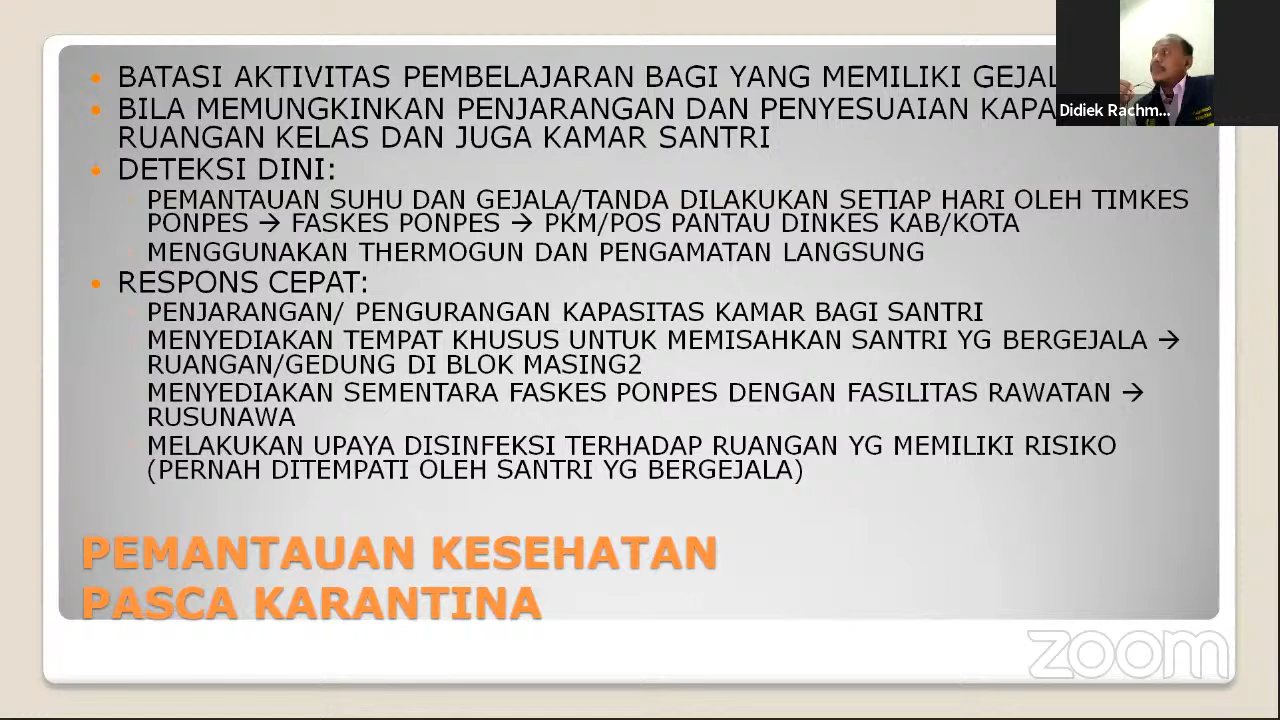 BATASI AKTIVITAS PEMBELAJARAN BAGI YANG MEMILIKI
BILA MEMUNGKINKAN PENJARANGAN DAN PENYESUAIAN
RUANGAN KELAS DAN JUGA KAMAR SANTRI
DETEKSI DINI:
PEMANTAUAN SUHU DAN GEJALA/TANDA DILAKUKAN SETIAP HARI OLEH TIMKES
PONPES → FASKES PONPES → PKM/POS PANTAU DINKES KAB/KOTA
MENGGUNAKAN THERMOGUN DAN PENGAMATAN LANGSUNG
RESPONS CEPAT:
PENJARANGAN/ PENGURANGAN KAPASITAS KAMAR BAGI SANTRI
MENYEDIAKAN TEMPAT KHUSUS UNTUK MEMISAHKAN SANTRI YG BERGEJALA →
RUANGAN/GEDUNG DI BLOK MASING2
MENYEDIAKAN SEMENTARA FASKES PONPES DENGAN FASILITAS RAWATAN →
RUSUNAWA
MELAKUKAN UPAYA DISINFEKSI TERHADAP RUANGAN YG MEMILIKI RISIKO
(PERNAH DITEMPATI OLEH SANTRI YG BERGEJALA)
PEMANTAUAN KESEHATAN
PASCA KARANTINA
Didiek Rachm...
zoom